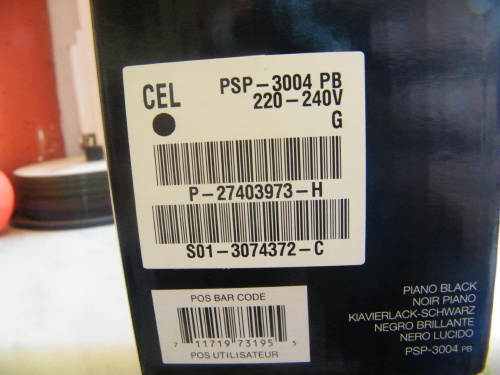 CEL
PSP-3004 PB
220-240V
G
P-27403973-H
S01-3074372-C
POS BAR CODE
7 11719 73195 5
POS UTILISATEUR
PIANO BLACK
NOIR PIANO
KIAVIERLACK-SCHWARZ
NEGRO BRILLANTE
NERO LUCIDO
PSP-3004 PB